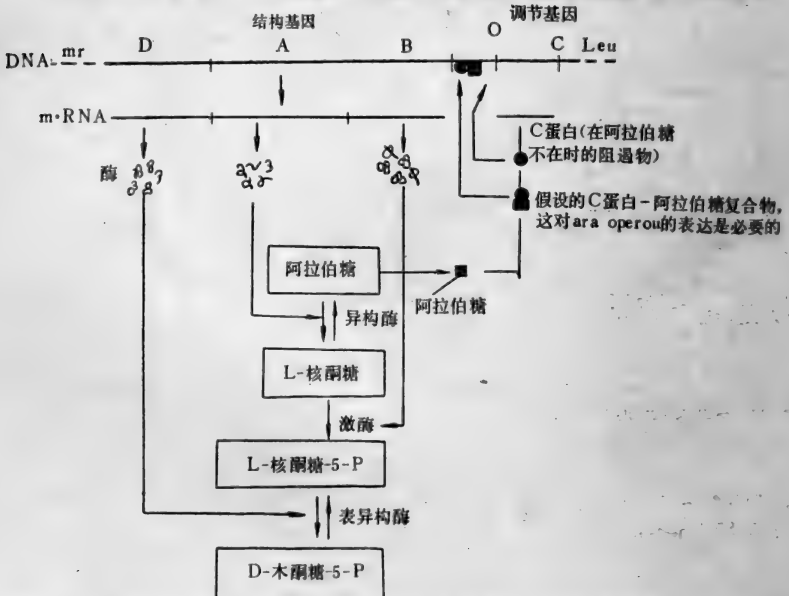 结构基因
调节基因
DNA mr D A B O C Leu
m·RNA
C蛋白(在阿拉伯糖
不在时的阻遏物)
酶
假设的C蛋白-阿拉伯糖复合物,
这对ara operou的表达是必要的
阿拉伯糖
阿拉伯糖
异构酶
L-核酮糖
激酶
L-核酮糖-5-P
表异构酶
D-木酮糖-5-P